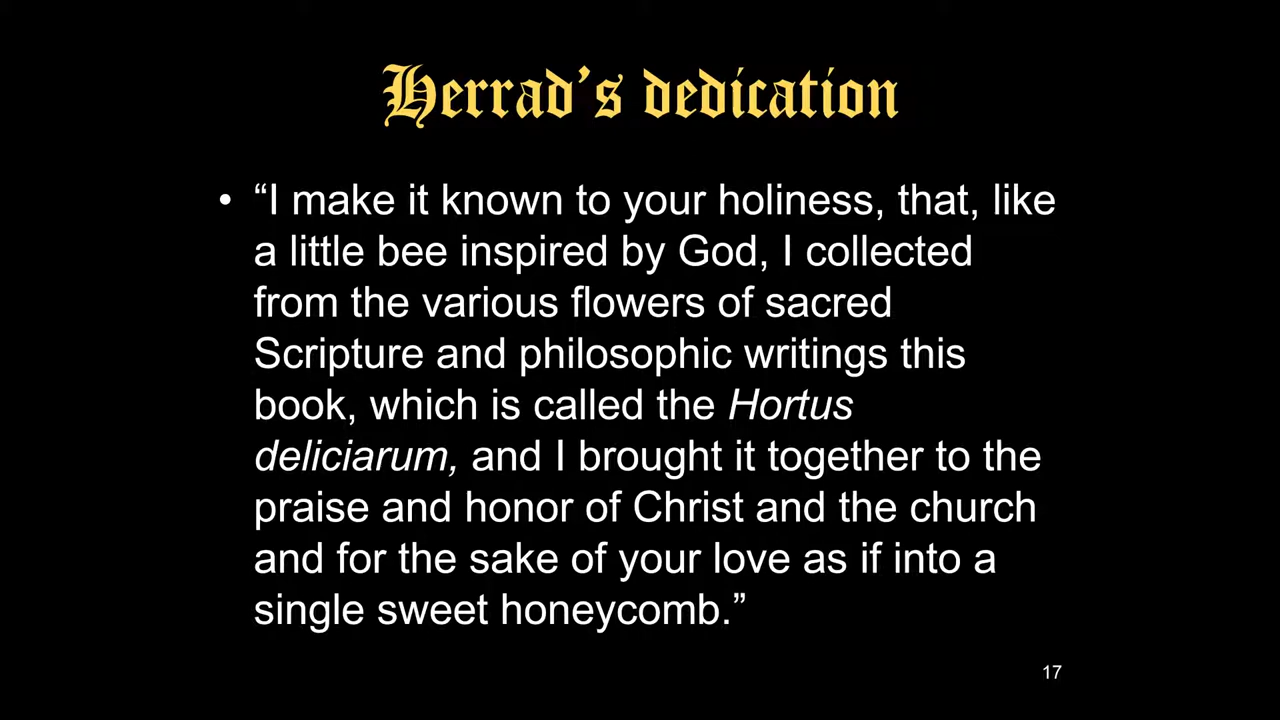 Herrad’s dedication
• “I make it known to your holiness, that, like
a little bee inspired by God, I collected
from the various flowers of sacred
Scripture and philosophic writings this
book, which is called the Hortus
deliciarum, and I brought it together to the
praise and honor of Christ and the church
and for the sake of your love as if into a
single sweet honeycomb.”
17